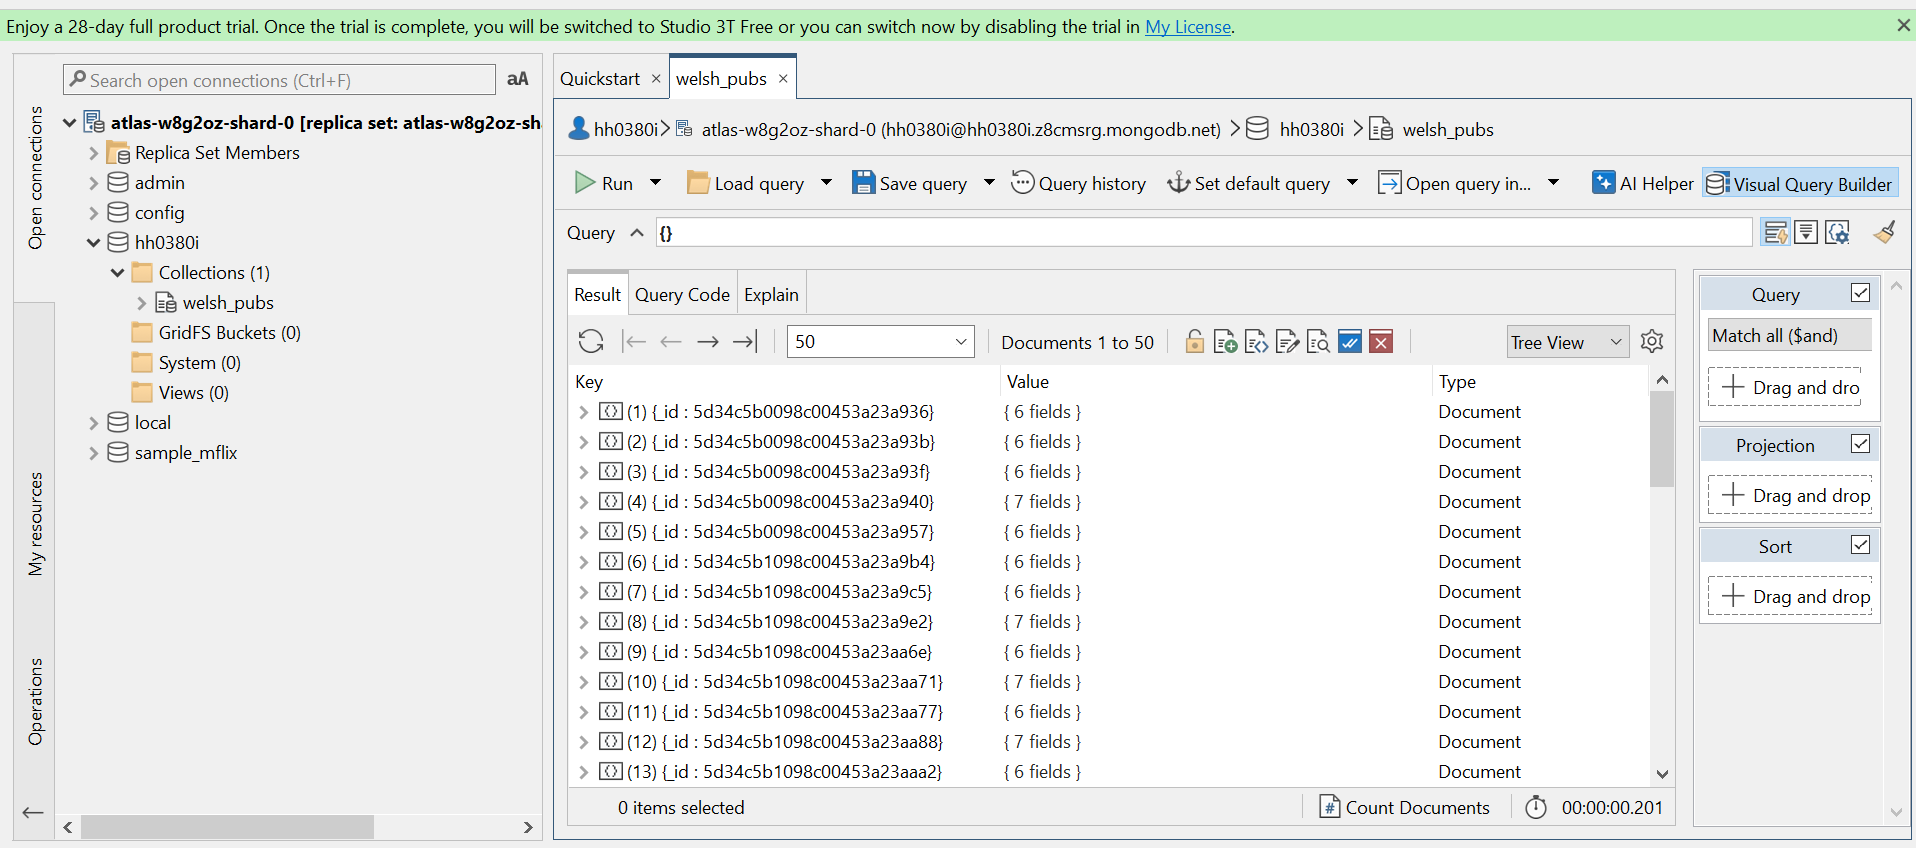 Enjoy a 28-day full product trial. Once the trial is complete, you will be switched to Studio 3T Free or you can switch now by disabling the trial in My License.
Open connections
My resources
Operations
Search open connections (Ctrl+F)
aA
atlas-w8g2oz-shard-0 [replica set: atlas-w8g2oz-sh
Replica Set Members
admin
config
hh0380i
Collections (1)
welsh_pubs
GridFS Buckets (0)
System (0)
Views (0)
local
sample_mflix
Quickstart
welsh_pubs
hh0380i
atlas-w8g2oz-shard-0 (hh0380i@hh0380i.z8cmsrg.mongodb.net)
hh0380i
welsh_pubs
Run
Load query
Save query
Query history
Set default query
Open query in...
AI Helper
Visual Query Builder
Query
{}
Result
Query Code
Explain
50
Documents 1 to 50
Tree View
Key Value Type
(1) {_id : 5d34c5b0098c00453a23a936} { 6 fields } Document
(2) {_id : 5d34c5b0098c00453a23a93b} { 6 fields } Document
(3) {_id : 5d34c5b0098c00453a23a93f} { 6 fields } Document
(4) {_id : 5d34c5b0098c00453a23a940} { 7 fields } Document
(5) {_id : 5d34c5b0098c00453a23a957} { 6 fields } Document
(6) {_id : 5d34c5b1098c00453a23a9b4} { 6 fields } Document
(7) {_id : 5d34c5b1098c00453a23a9c5} { 6 fields } Document
(8) {_id : 5d34c5b1098c00453a23a9e2} { 7 fields } Document
(9) {_id : 5d34c5b1098c00453a23aa6e} { 6 fields } Document
(10) {_id : 5d34c5b1098c00453a23aa71} { 7 fields } Document
(11) {_id : 5d34c5b1098c00453a23aa77} { 6 fields } Document
(12) {_id : 5d34c5b1098c00453a23aa88} { 7 fields } Document
(13) {_id : 5d34c5b1098c00453a23aaa2} { 6 fields } Document
0 items selected
Count Documents
00:00:00.201
Query
Match all ($and)
Drag and dro
Projection
Drag and drop
Sort
Drag and drop